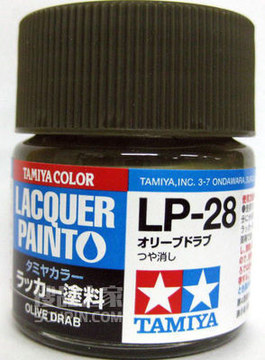 TAMIYA COLOR
LACQUER
PAINT
タミヤカラー
ラッカー塗料
OLIVE DRAB
TAMIYA, INC. 3-7 ONDAWARA,
LP-28
オリーブドラブ
つや消し
TAMIYA